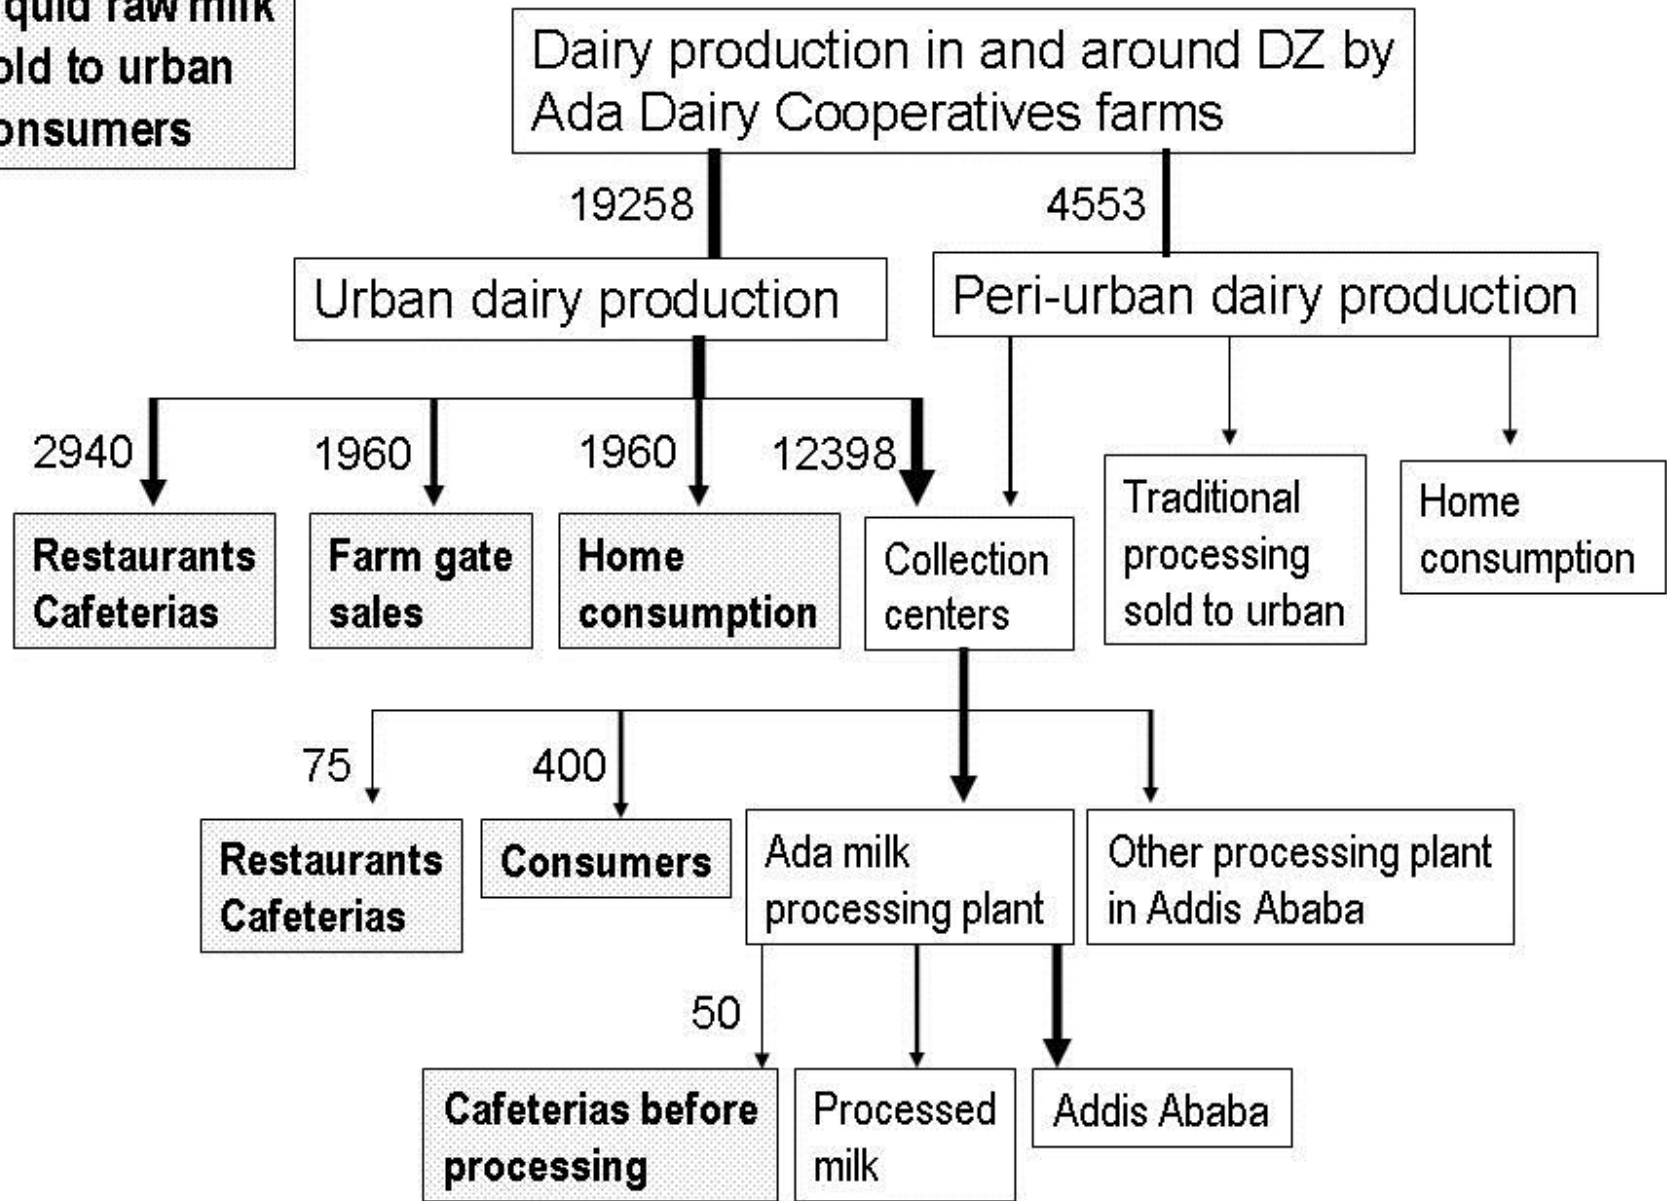 quid raw milk
old to urban
onsumers
Dairy production in and around DZ by
Ada Dairy Cooperatives farms
19258
4553
Urban dairy production
Peri-urban dairy production
2940
1960
1960
12398
Restaurants
Cafeterias
Farm gate
sales
Home
consumption
Collection
centers
Traditional
processing
sold to urban
Home
consumption
75
400
Restaurants
Cafeterias
Consumers
Ada milk
processing plant
Other processing plant
in Addis Ababa
50
Cafeterias before
processing
Processed
milk
Addis Ababa